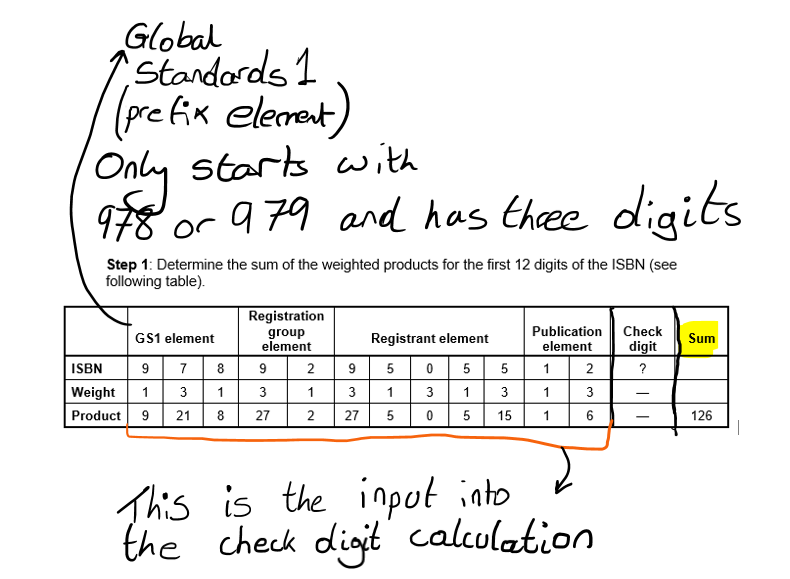 Global
Standards 1
(prefix element)
Only starts with
978 or 979 and has three digits
Step 1: Determine the sum of the weighted products for the first 12 digits of the ISBN (see
following table).
GS1 element Registration group element Registrant element Publication element Check digit Sum
ISBN 9 7 8 9 2 9 5 0 5 5 1 2 ?
Weight 1 3 1 3 1 3 1 3 1 3 1 3 —
Product 9 21 8 27 2 27 5 0 5 15 1 6 — 126
This is the input into
the check digit calculation